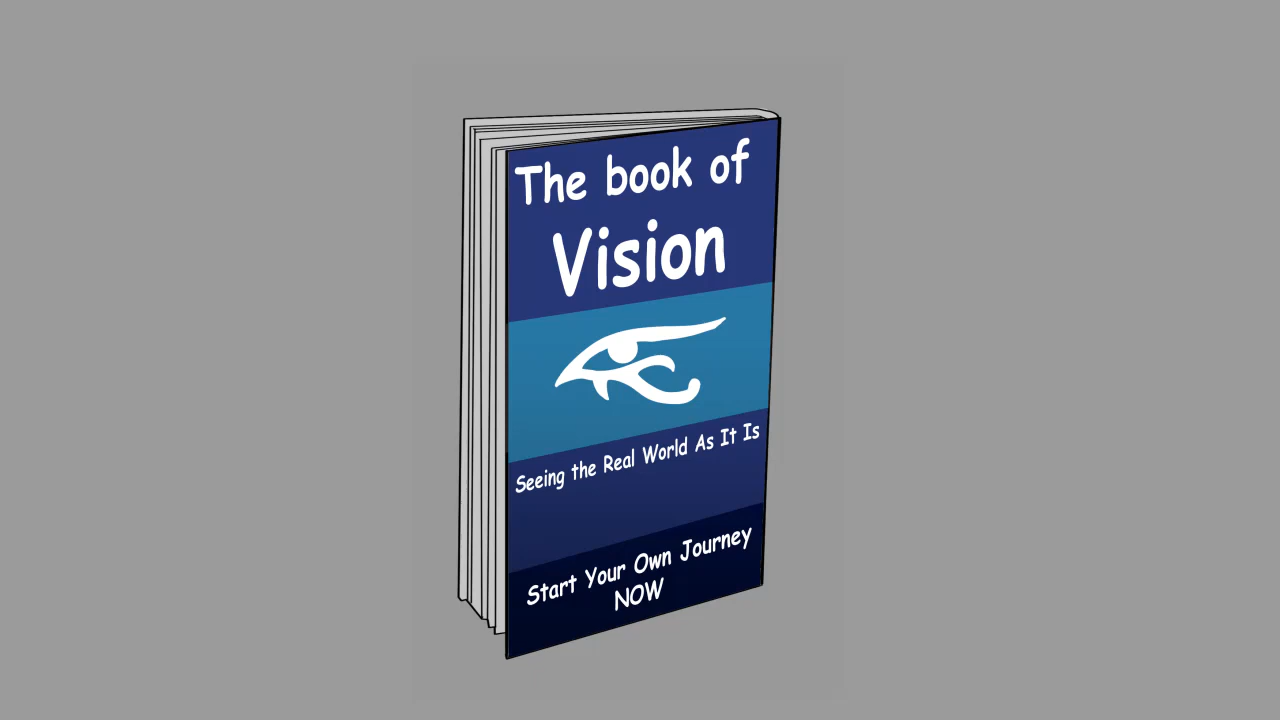 The book of
Vision
Seeing the Real World As It Is
Start Your Own Journey
NOW